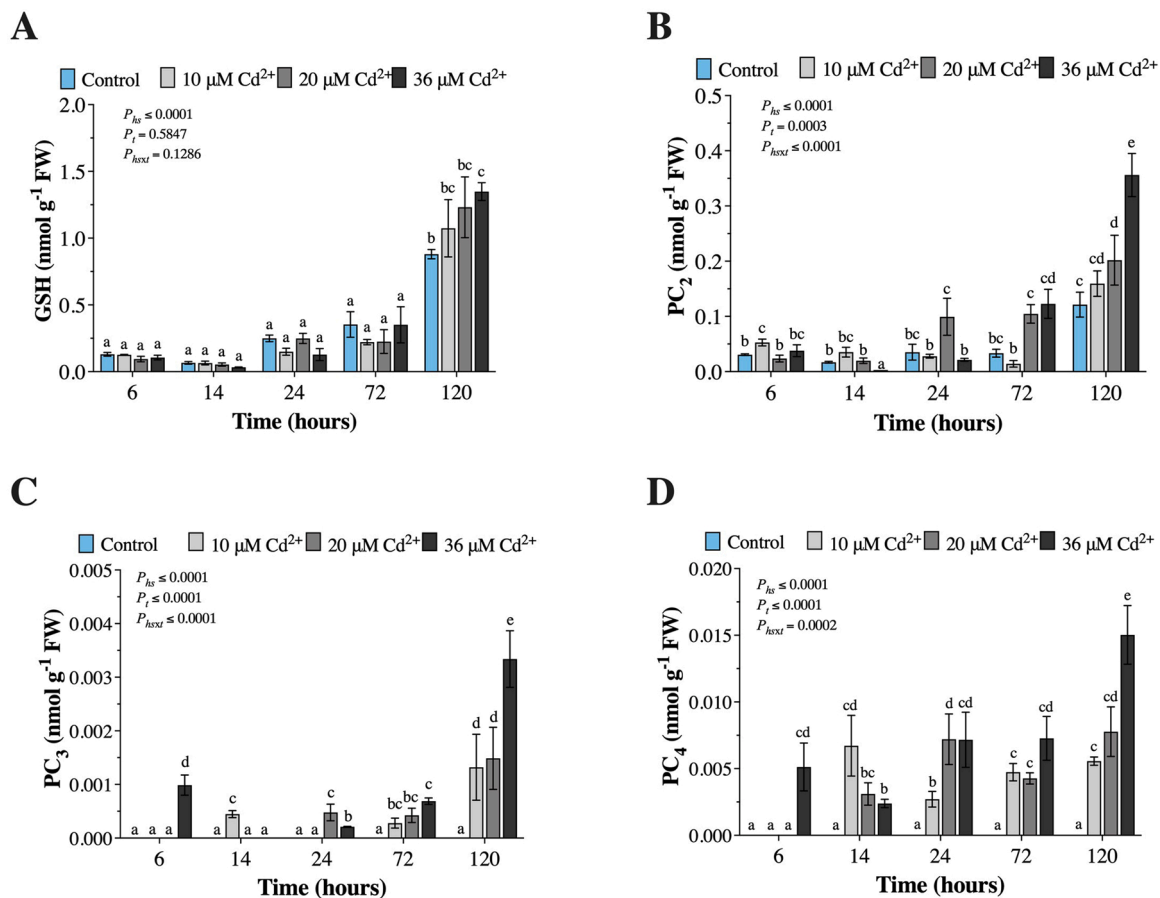 A
Control 10 μM Cd²⁺ 20 μM Cd²⁺ 36 μM Cd²⁺
2.0
1.5
1.0
0.5
0.0
GSH (nmol g⁻¹ FW)
Pₕₛ ≤ 0.0001
Pₜ = 0.5847
Pₕₛₓₜ = 0.1286
a a a a a a a a a a a a a a a a b bc bc c
6 14 24 72 120
Time (hours)
B
Control 10 μM Cd²⁺ 20 μM Cd²⁺ 36 μM Cd²⁺
0.5
0.4
0.3
0.2
0.1
0.0
PC₂ (nmol g⁻¹ FW)
Pₕₛ ≤ 0.0001
Pₜ = 0.0003
Pₕₛₓₜ ≤ 0.0001
b c b bc b bc b a bc b c b b b c cd c cd d e
6 14 24 72 120
Time (hours)
C
Control 10 μM Cd²⁺ 20 μM Cd²⁺ 36 μM Cd²⁺
0.005
0.004
0.003
0.002
0.001
0.000
PC₃ (nmol g⁻¹ FW)
Pₕₛ ≤ 0.0001
Pₜ ≤ 0.0001
Pₕₛₓₜ ≤ 0.0001
a a a d a c a a a a c b a bc bc c a d d e
6 14 24 72 120
Time (hours)
D
Control 10 μM Cd²⁺ 20 μM Cd²⁺ 36 μM Cd²⁺
0.020
0.015
0.010
0.005
0.000
PC₄ (nmol g⁻¹ FW)
Pₕₛ ≤ 0.0001
Pₜ ≤ 0.0001
Pₕₛₓₜ = 0.0002
a a a cd a cd bc b a b d cd a c c cd a c cd e
6 14 24 72 120
Time (hours)